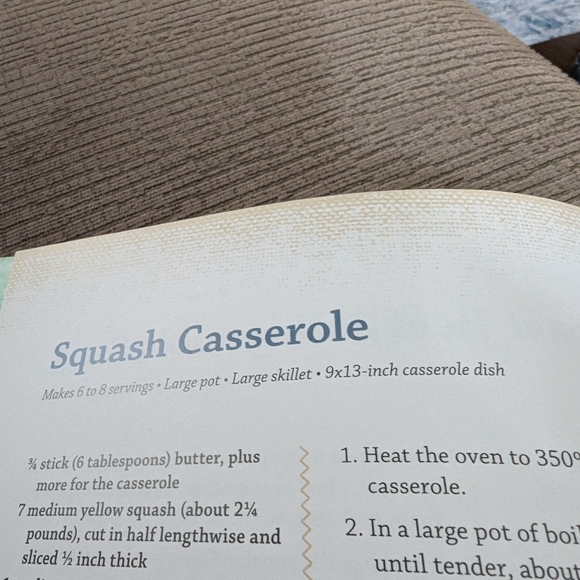 Squash Casserole
Makes 6 to 8 servings • Large pot • Large skillet • 9x13-inch casserole dish
¾ stick (6 tablespoons) butter, plus
more for the casserole
7 medium yellow squash (about 2¼
pounds), cut in half lengthwise and
sliced ½ inch thick
1. Heat the oven to 350°
casserole.
2. In a large pot of boil
until tender, about